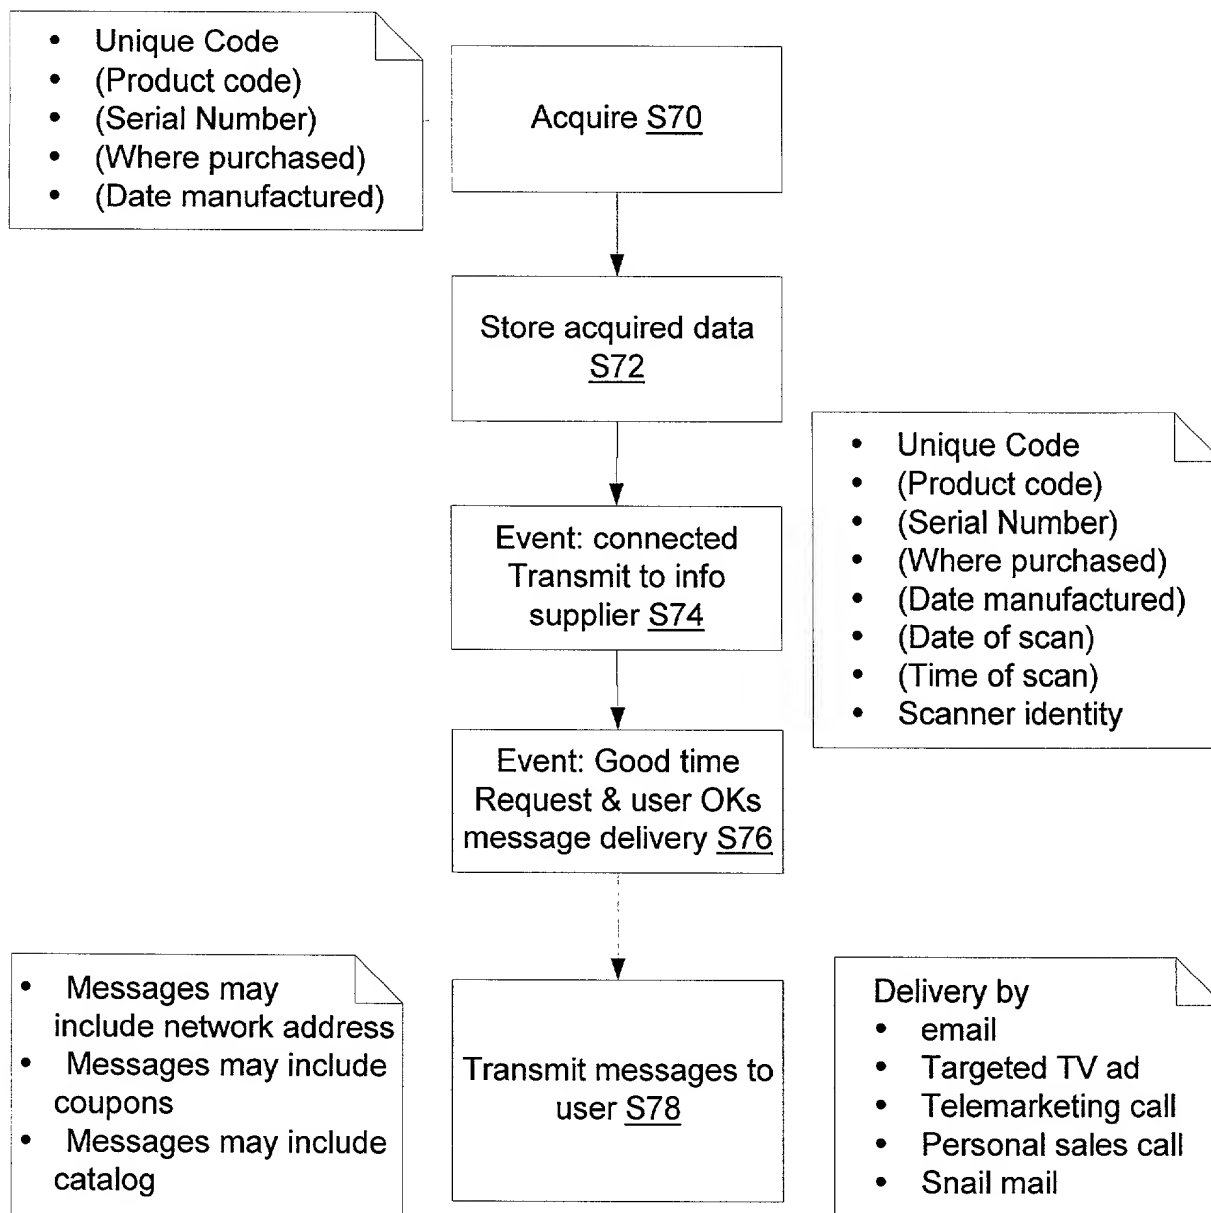 • Unique Code
• (Product code)
• (Serial Number)
• (Where purchased)
• (Date manufactured)
Acquire S70
Store acquired data
S72
Event: connected
Transmit to info
supplier S74
• Unique Code
• (Product code)
• (Serial Number)
• (Where purchased)
• (Date manufactured)
• (Date of scan)
• (Time of scan)
• Scanner identity
Event: Good time
Request & user OKs
message delivery S76
• Messages may
include network address
• Messages may include
coupons
• Messages may include
catalog
Transmit messages to
user S78
Delivery by
• email
• Targeted TV ad
• Telemarketing call
• Personal sales call
• Snail mail